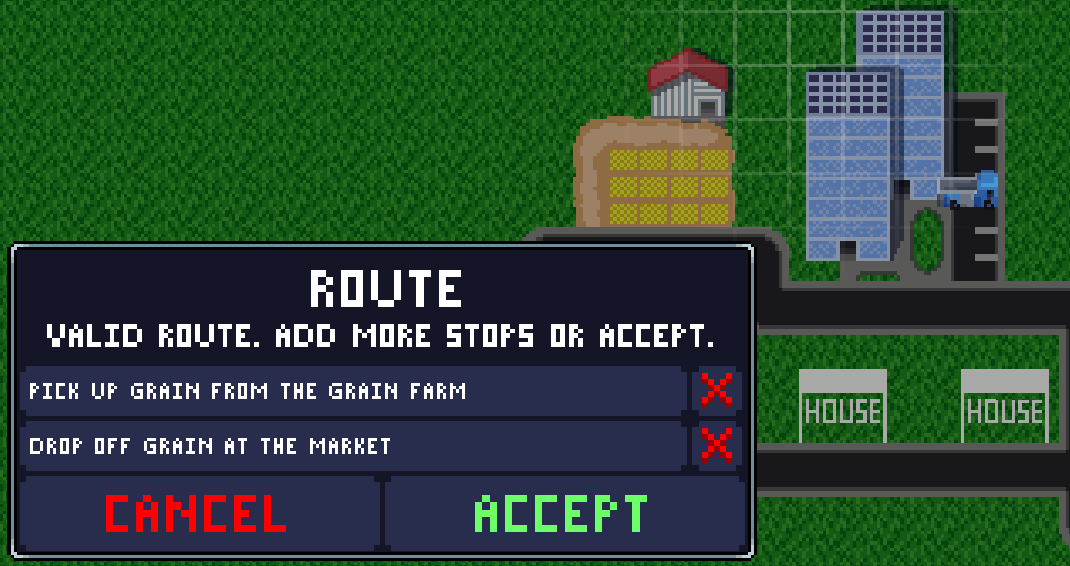 ROUTE
VALID ROUTE. ADD MORE STOPS OR ACCEPT.
PICK UP GRAIN FROM THE GRAIN FARM
DROP OFF GRAIN AT THE MARKET
CANCEL ACCEPT
HOUSE HOUSE